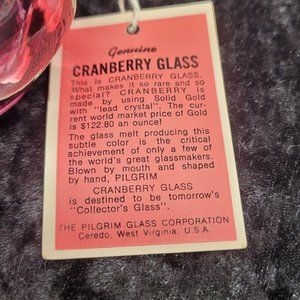 Genuine
CRANBERRY GLASS
This is CRANBERRY GLASS.
What makes it so rare and so
special? CRANBERRY is
made by using Solid Gold
with "lead crystal". The cur-
rent world market price of Gold
is $122.80 an ounce!
The glass melt producing this
subtle color is the critical
achievement of only a few of
the world's great glassmakers.
Blown by mouth and shaped
by hand, PILGRIM
CRANBERRY GLASS
is destined to be tomorrow's
"Collector's Glass".
THE PILGRIM GLASS CORPORATION
Ceredo, West Virginia, U.S.A.